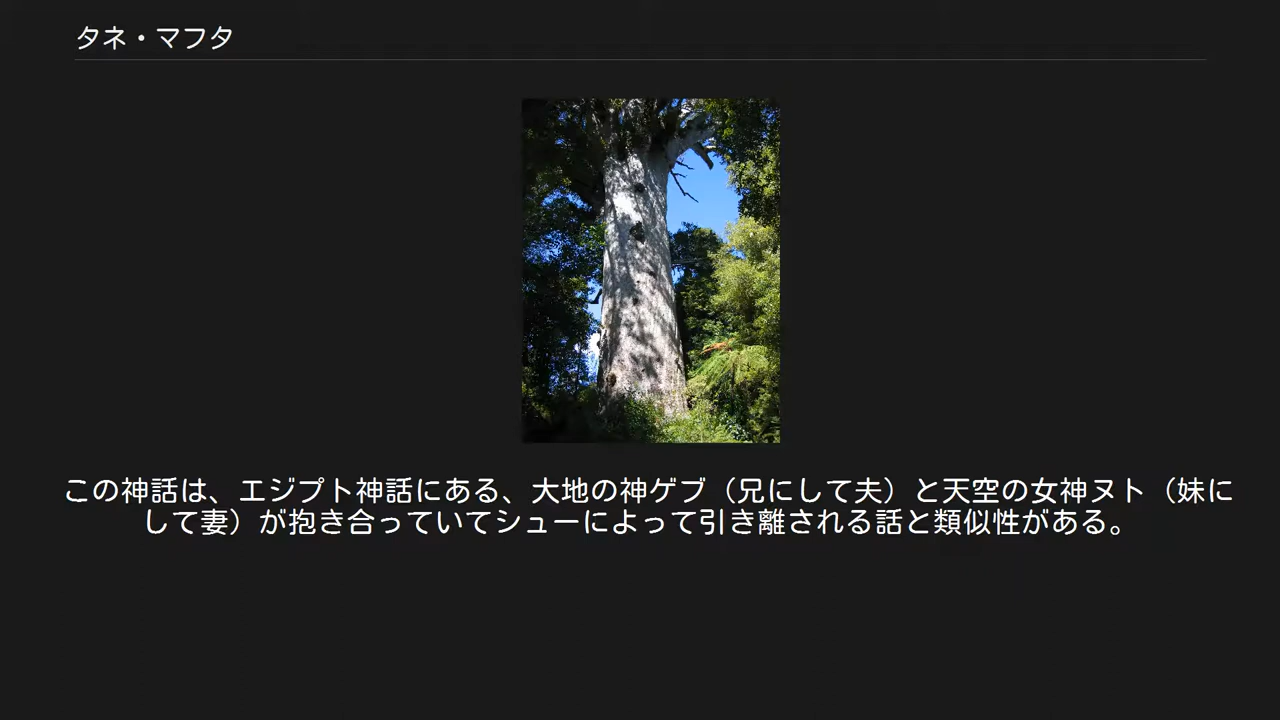 タネ・マフタ
この神話は、エジプト神話にある、大地の神ゲブ（兄にして夫）と天空の女神ヌト（妹に
して妻）が抱き合っていてシューによって引き離される話と類似性がある。